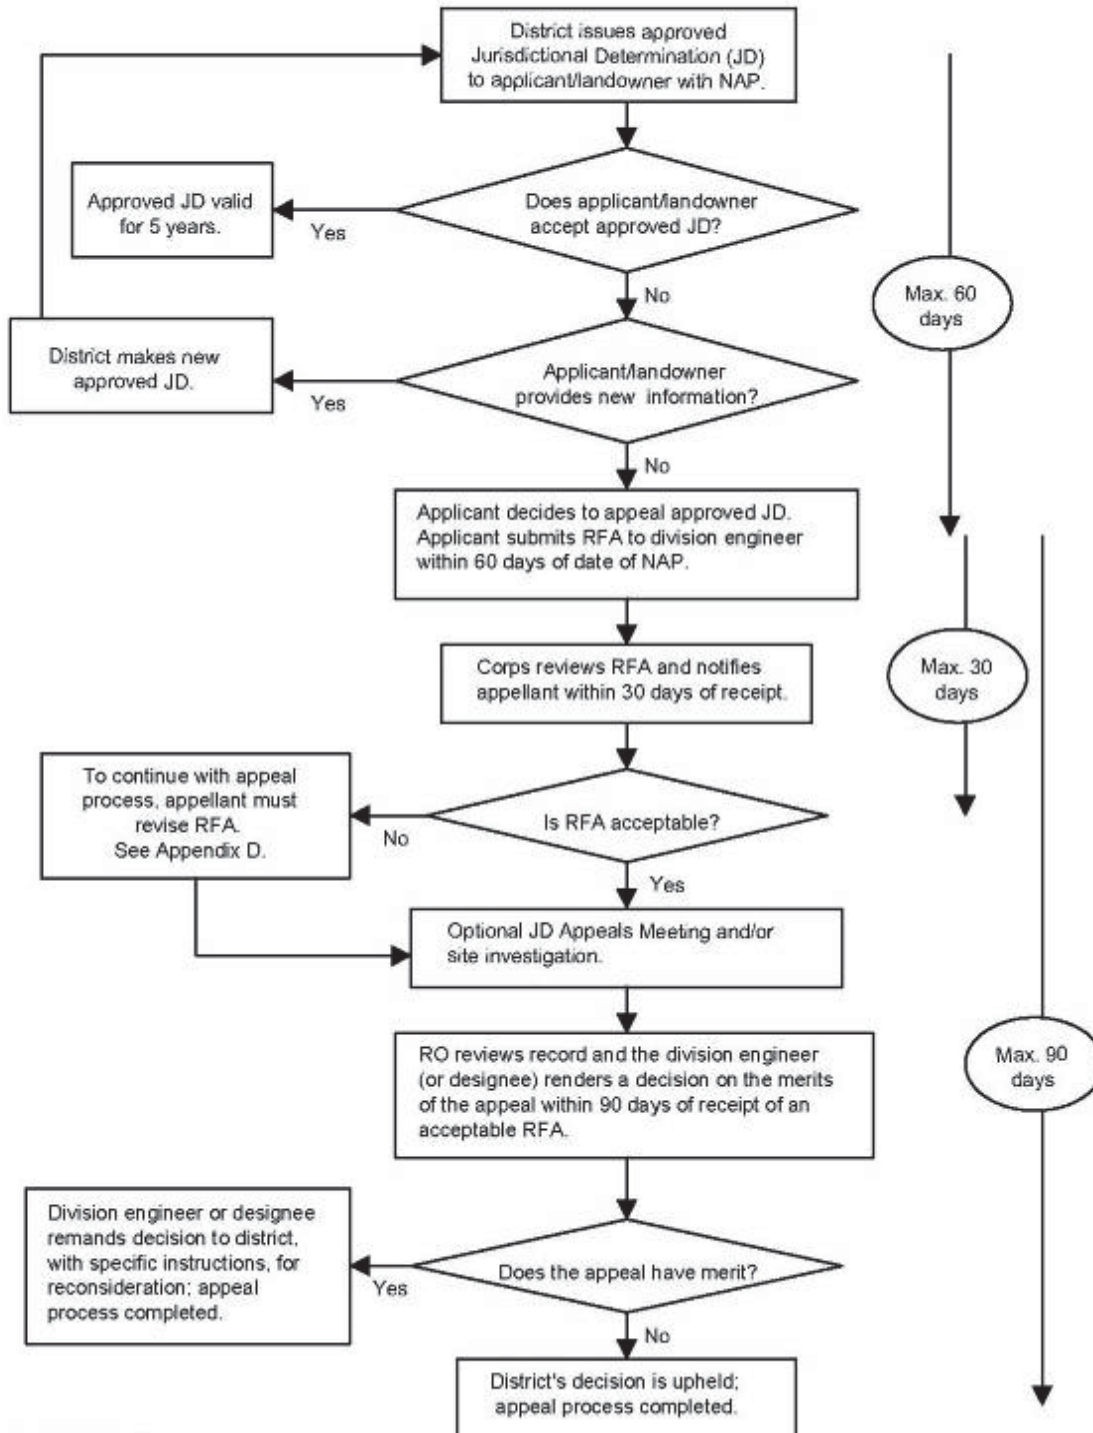 District issues approved
Jurisdictional Determination (JD)
to applicant/landowner with NAP.
Approved JD valid
for 5 years.
Yes
Does applicant/landowner
accept approved JD?
No
Max. 60
days
District makes new
approved JD.
Yes
Applicant/landowner
provides new information?
No
Applicant decides to appeal approved JD.
Applicant submits RFA to division engineer
within 60 days of date of NAP.
Corps reviews RFA and notifies
appellant within 30 days of receipt.
Max. 30
days
To continue with appeal
process, appellant must
revise RFA.
See Appendix D.
No
Is RFA acceptable?
Yes
Optional JD Appeals Meeting and/or
site investigation.
RO reviews record and the division engineer
(or designee) renders a decision on the merits
of the appeal within 90 days of receipt of an
acceptable RFA.
Max. 90
days
Division engineer or designee
remands decision to district,
with specific instructions, for
reconsideration; appeal
process completed.
Yes
Does the appeal have merit?
No
District's decision is upheld;
appeal process completed.